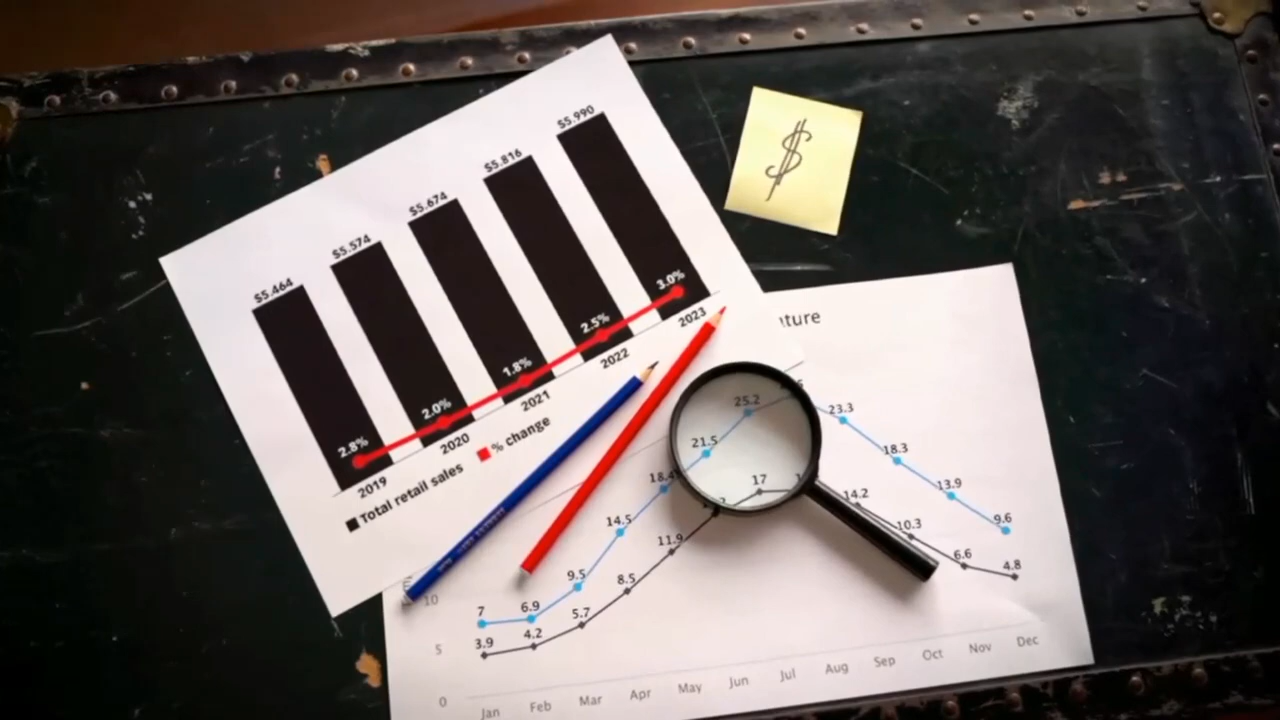 $5.464
$5.574
$5.674
$5.816
$5.990
2.8%
2.0%
1.8%
2.5%
3.0%
2019
2020
2021
2022
2023
Total retail sales
% change
$
7
6.9
9.5
14.5
18.4
21.5
25.2
23.3
18.3
13.9
9.6
3.9
4.2
5.7
8.5
11.9
17
14.2
10.3
6.6
4.8
10
5
0
Jan
Feb
Mar
Apr
May
Jun
Jul
Aug
Sep
Oct
Nov
Dec